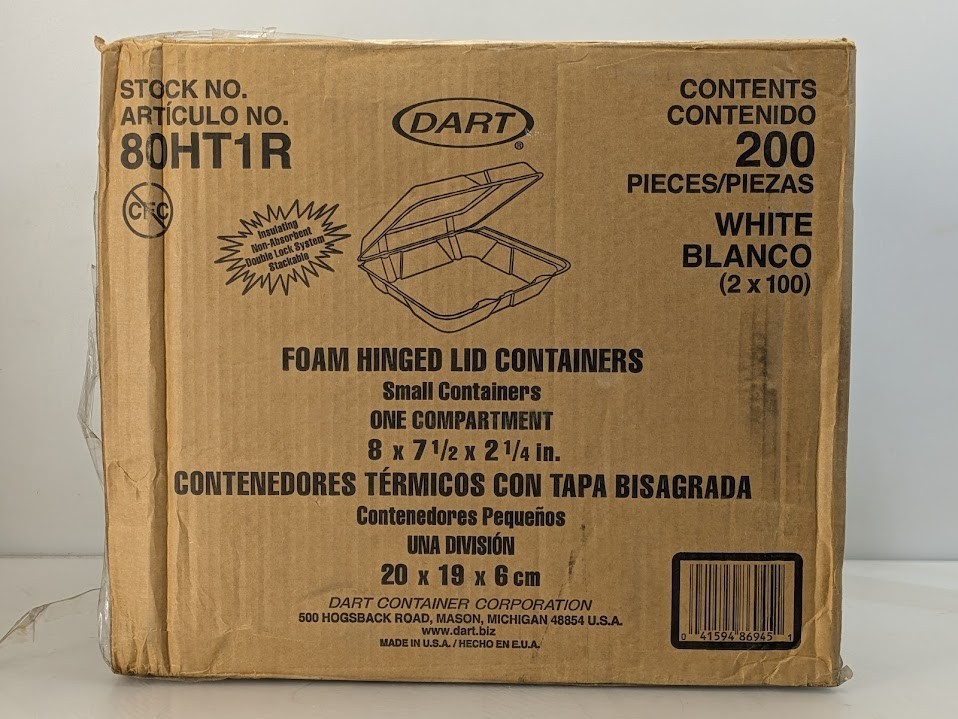 STOCK NO.
ARTÍCULO NO.
80HT1R
CFC
DART®
Insulating
Non-Absorbent
Double Lock System
Stackable
CONTENTS
CONTENIDO
200
PIECES/PIEZAS
WHITE
BLANCO
(2 x 100)
FOAM HINGED LID CONTAINERS
Small Containers
ONE COMPARTMENT
8 x 7 1/2 x 2 1/4 in.
CONTENEDORES TÉRMICOS CON TAPA BISAGRADA
Contenedores Pequeños
UNA DIVISIÓN
20 x 19 x 6 cm
DART CONTAINER CORPORATION
500 HOGSBACK ROAD, MASON, MICHIGAN 48854 U.S.A.
www.dart.biz
MADE IN U.S.A. / HECHO EN E.U.A.
0 41594 86945 1